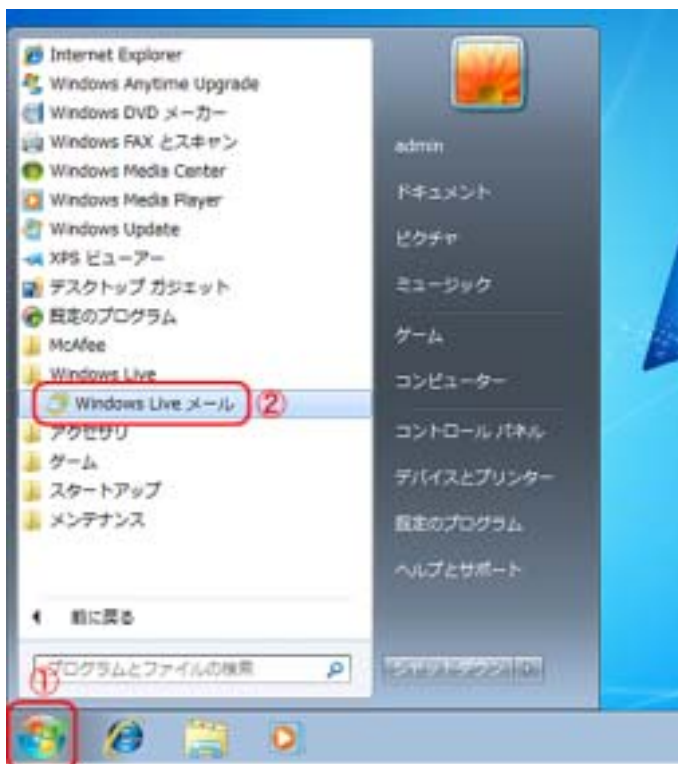 Internet Explorer
Windows Anytime Upgrade
Windows DVD メーカー
Windows FAX とスキャン
Windows Media Center
Windows Media Player
Windows Update
XPS ビューアー
デスクトップ ガジェット
既定のプログラム
McAfee
Windows Live
Windows Live メール
②
アクセサリ
ゲーム
スタートアップ
メンテナンス
前に戻る
プログラムとファイルの検索
①
admin
ドキュメント
ピクチャ
ミュージック
ゲーム
コンピューター
コントロール パネル
デバイスとプリンター
既定のプログラム
ヘルプとサポート
シャットダウン